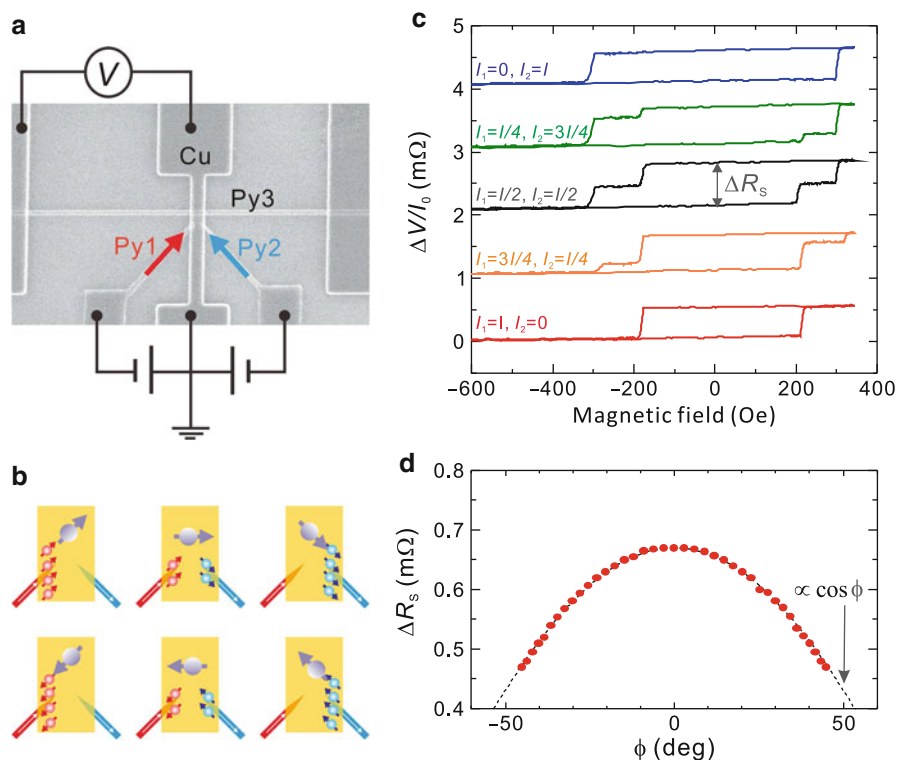 a
V
Cu
Py3
Py1
Py2
b
c
5
4
3
2
1
0
ΔV/I₀ (mΩ)
I₁=0, I₂=I
I₁=I/4, I₂=3I/4
I₁=I/2, I₂=I/2
ΔR_S
I₁=3I/4, I₂=I/4
I₁=I, I₂=0
−600 −400 −200 0 200 400
Magnetic field (Oe)
d
0.8
0.7
0.6
0.5
0.4
ΔR_S (mΩ)
∝ cos ϕ
−50 0 50
ϕ (deg)